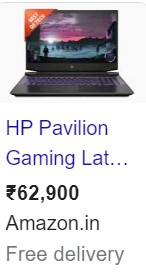 HP Pavilion
Gaming Lat...
₹62,900
Amazon.in
Free delivery